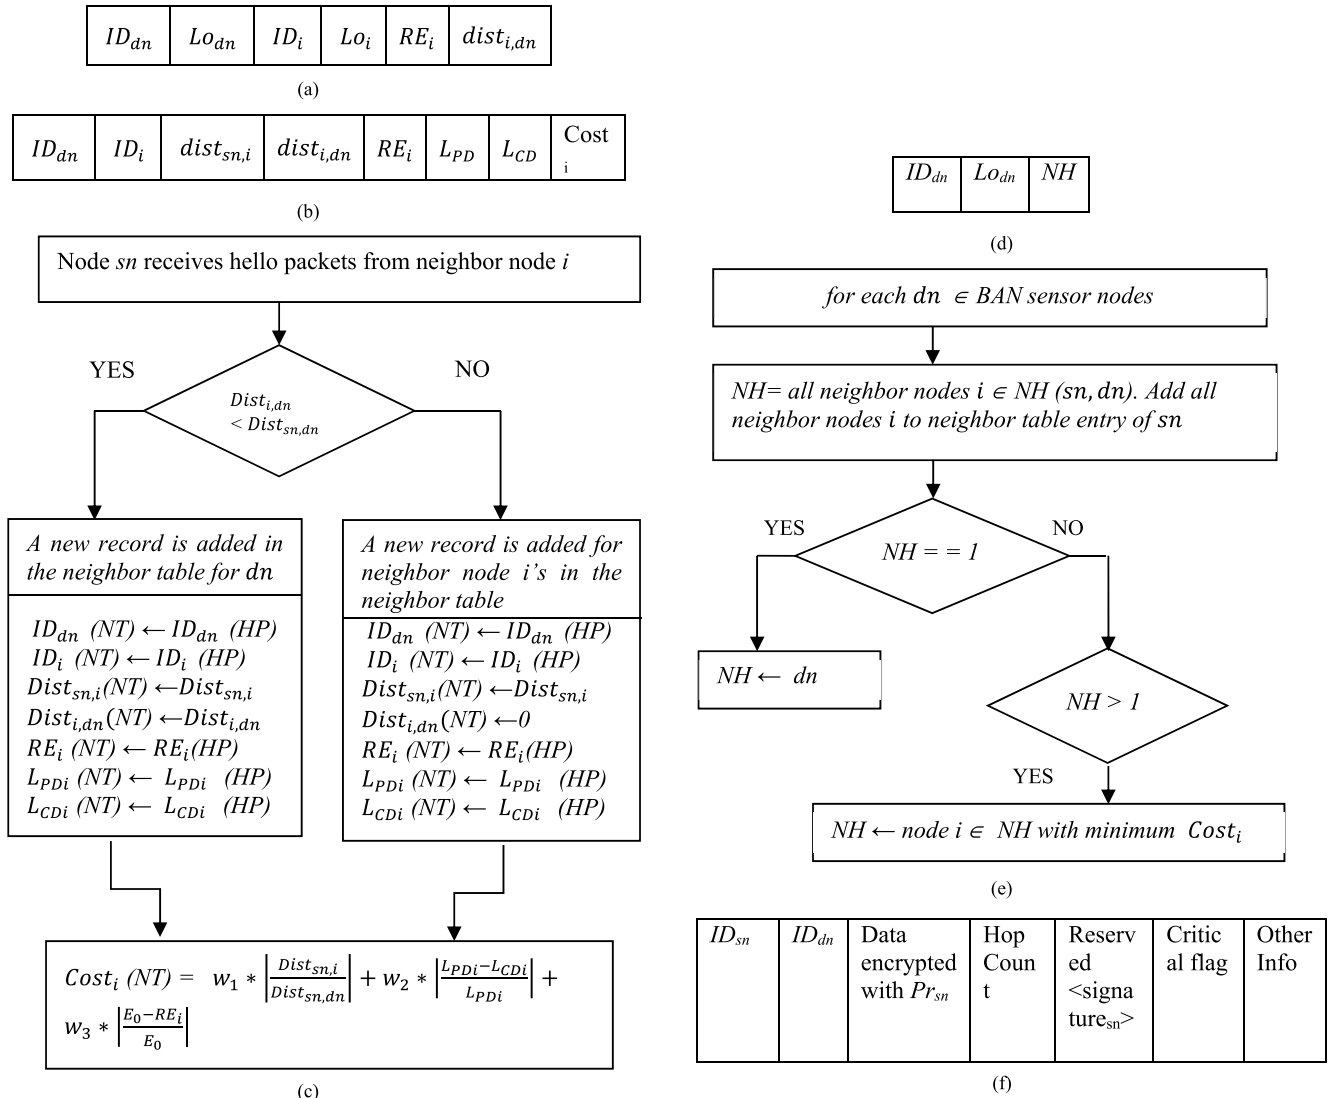 ID_dn Lo_dn ID_i Lo_i RE_i dist_i,dn
(a)
ID_dn ID_i dist_sn,i dist_i,dn RE_i L_PD L_CD Cost
i
(b)
Node sn receives hello packets from neighbor node i
YES
NO
Dist_i,dn
< Dist_sn,dn
A new record is added in
the neighbor table for dn
ID_dn (NT) ← ID_dn (HP)
ID_i (NT) ← ID_i (HP)
Dist_sn,i(NT) ←Dist_sn,i
Dist_i,dn(NT) ←Dist_i,dn
RE_i (NT) ← RE_i(HP)
L_PDi (NT) ← L_PDi (HP)
L_CDi (NT) ← L_CDi (HP)
A new record is added for
neighbor node i's in the
neighbor table
ID_dn (NT) ← ID_dn (HP)
ID_i (NT) ← ID_i (HP)
Dist_sn,i(NT) ←Dist_sn,i
Dist_i,dn(NT) ←0
RE_i (NT) ← RE_i(HP)
L_PDi (NT) ← L_PDi (HP)
L_CDi (NT) ← L_CDi (HP)
Cost_i (NT) = w_1 * |Dist_sn,i / Dist_sn,dn| + w_2 * |L_PDi−L_CDi / L_PDi| +
w_3 * |E_0−RE_i / E_0|
(c)
ID_dn Lo_dn NH
(d)
for each dn ∈ BAN sensor nodes
NH= all neighbor nodes i ∈ NH (sn, dn). Add all
neighbor nodes i to neighbor table entry of sn
YES
NO
NH = = 1
NH ← dn
NH > 1
YES
NH ← node i ∈ NH with minimum Cost_i
(e)
ID_sn
ID_dn
Data
encrypted
with Pr_sn
Hop
Coun
t
Reserv
ed
<signa
ture_sn>
Critic
al flag
Other
Info
(f)